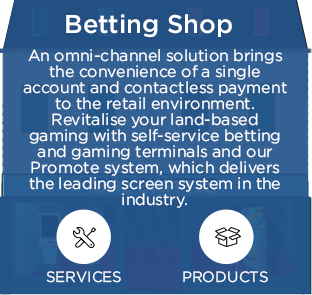 Betting Shop
An omni-channel solution brings
the convenience of a single
account and contactless payment
to the retail environment.
Revitalise your land-based
gaming with self-service betting
and gaming terminals and our
Promote system, which delivers
the leading screen system in the
industry.
SERVICES
PRODUCTS